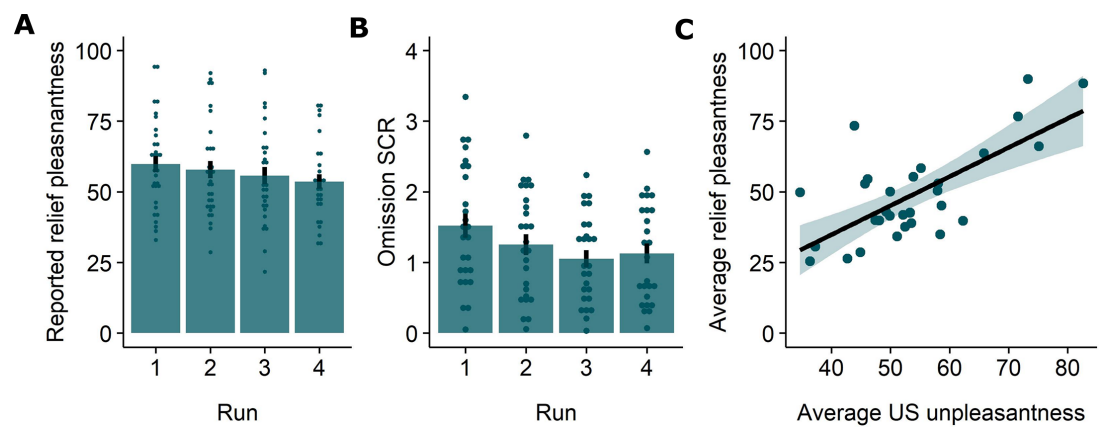 A
Reported relief pleasnantness
100
75
50
25
0
1 2 3 4
Run
B
Omission SCR
4
3
2
1
0
1 2 3 4
Run
C
Average relief pleasantness
100
75
50
25
0
40 50 60 70 80
Average US unpleasantness